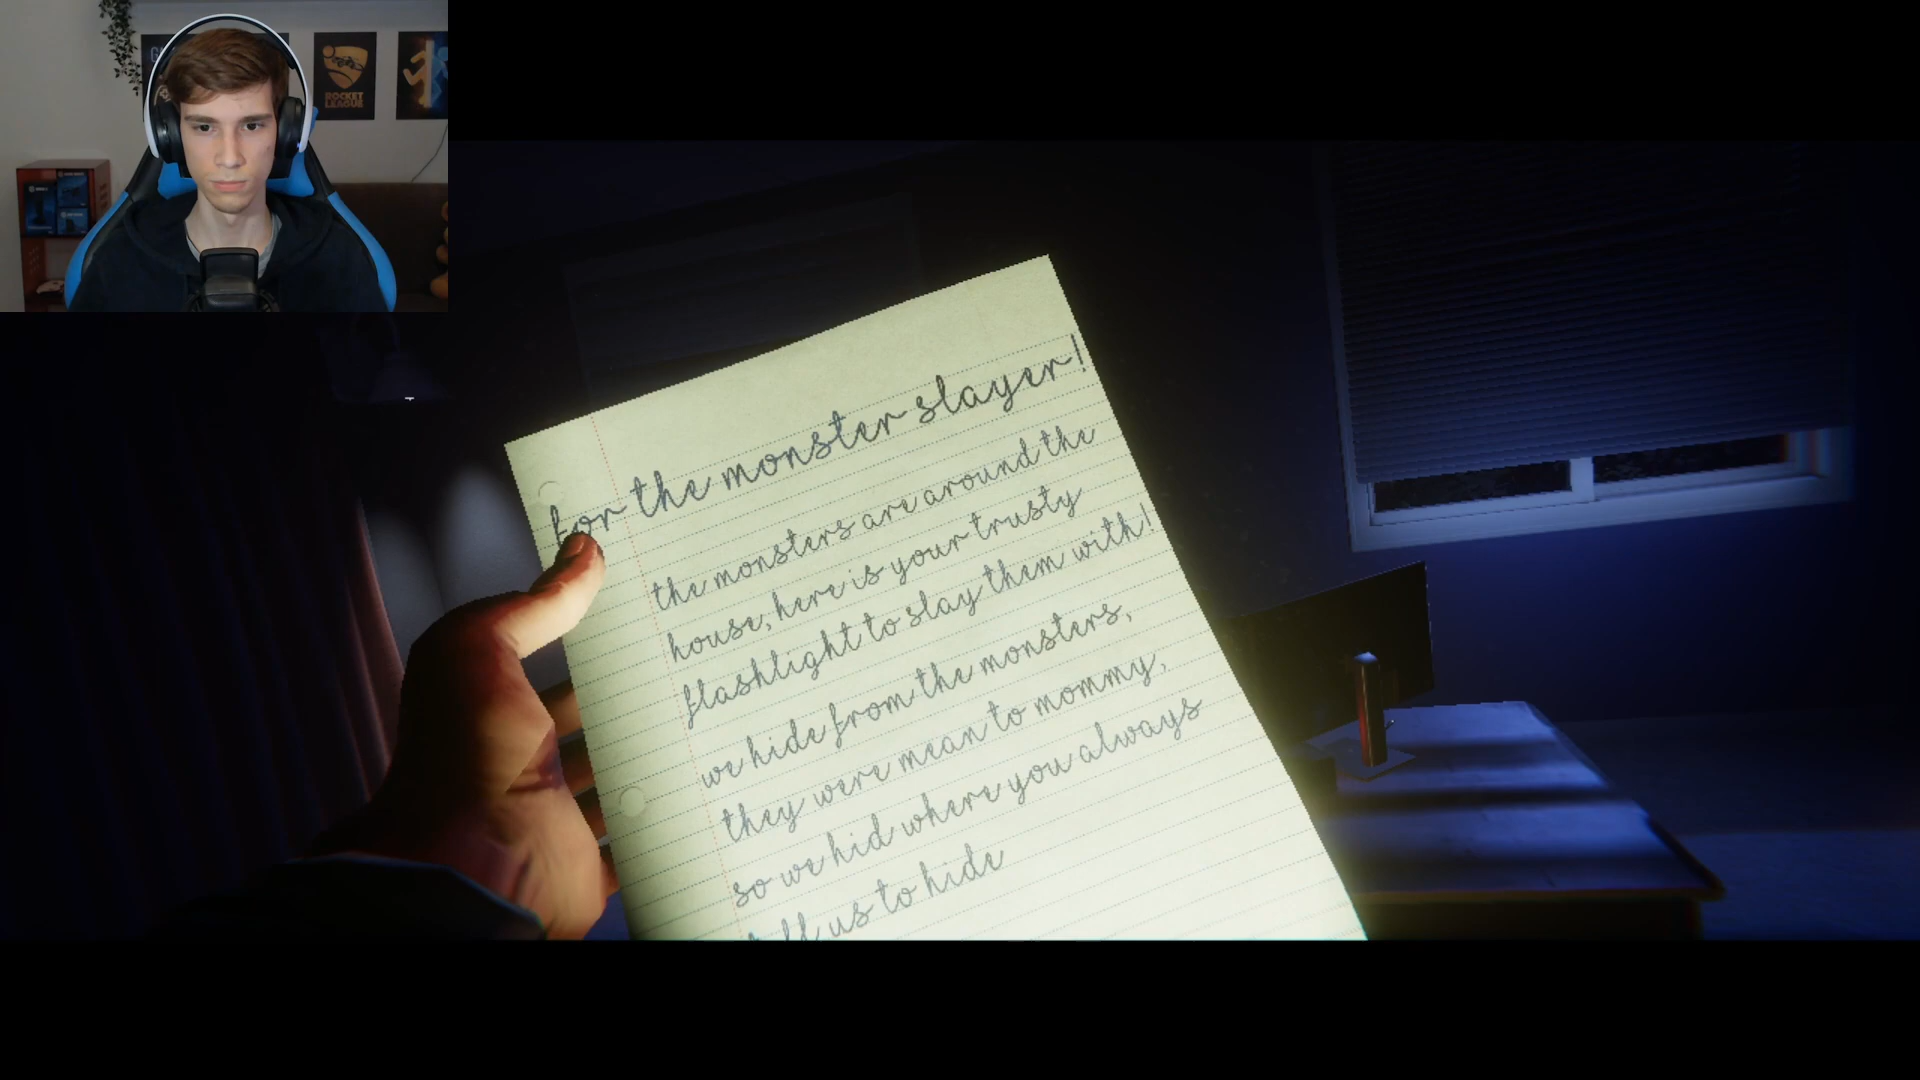 ROCKET
LEAGUE
for the monster slayer!
the monsters are around the
house, here is your trusty
flashlight to slay them with!
we hide from the monsters,
they were mean to mommy,
so we hid where you always
tell us to hide